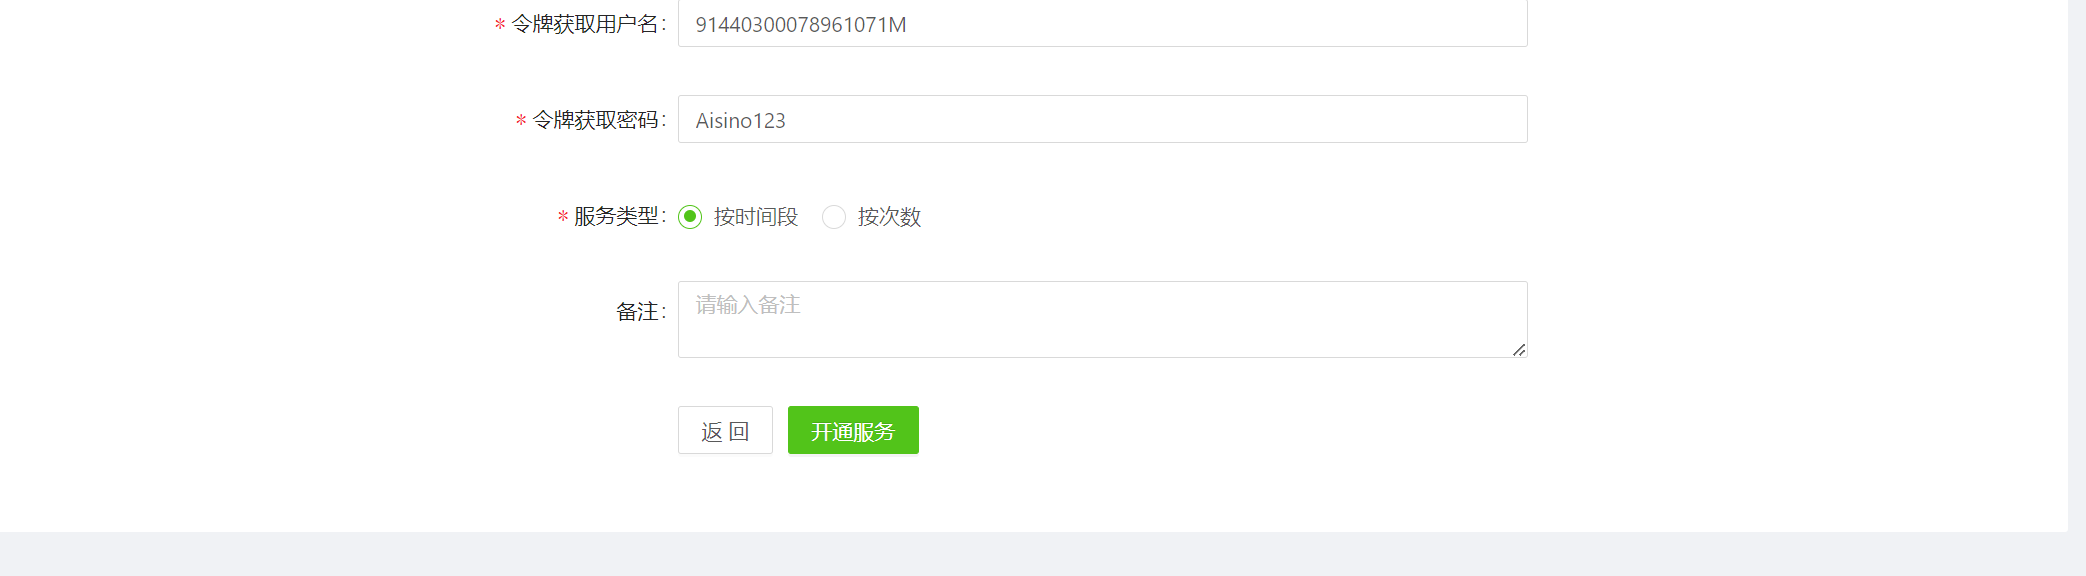 * 令牌获取用户名: 91440300078961071M
* 令牌获取密码: Aisino123
* 服务类型: 按时间段 按次数
备注: 请输入备注
返 回 开通服务